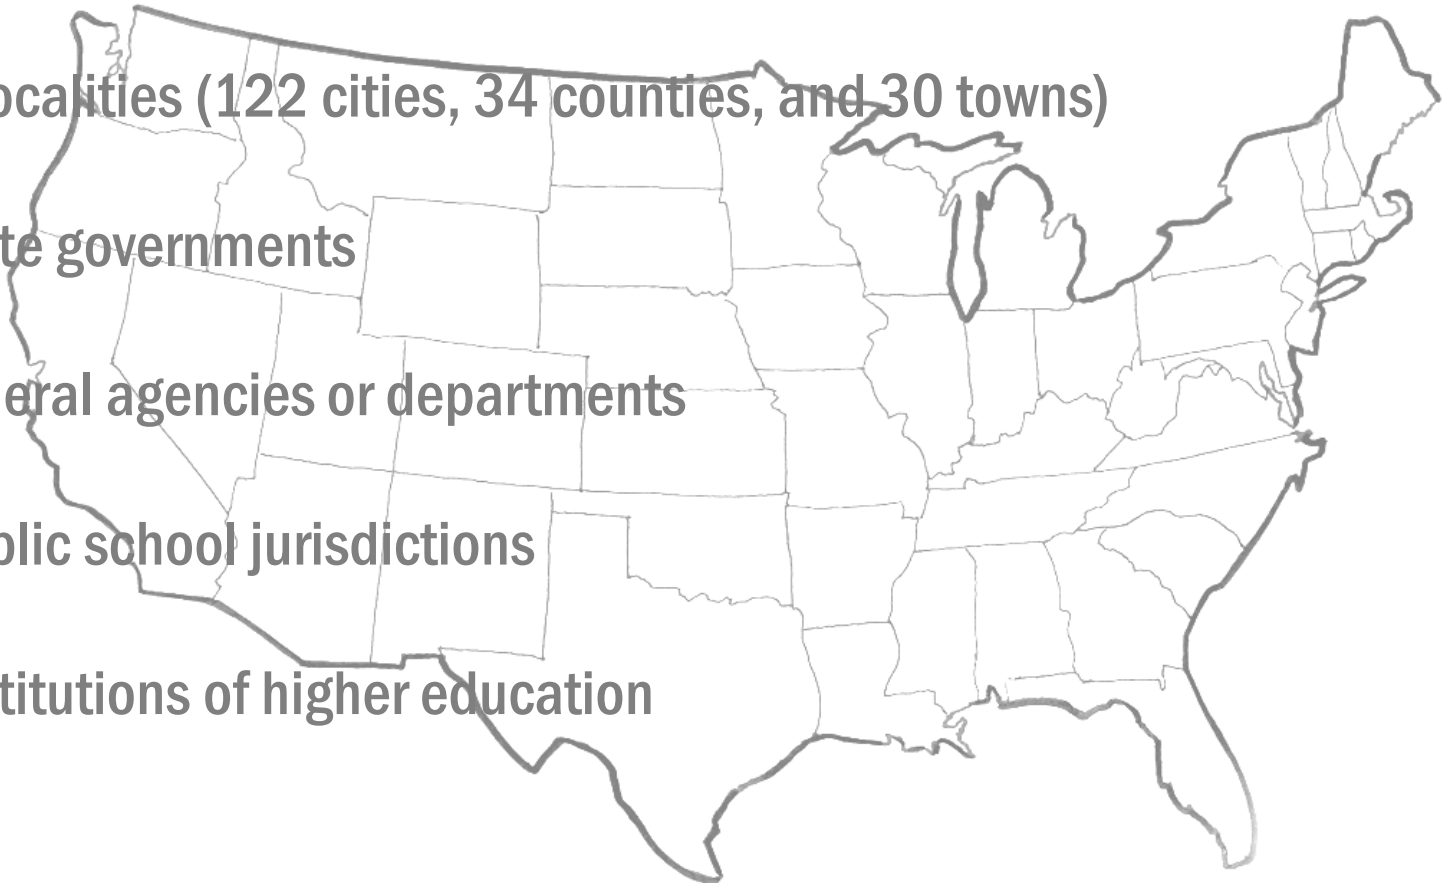 ocalities (122 cities, 34 counties, and 30 towns)
te governments
eral agencies or departments
blic school jurisdictions
titutions of higher education